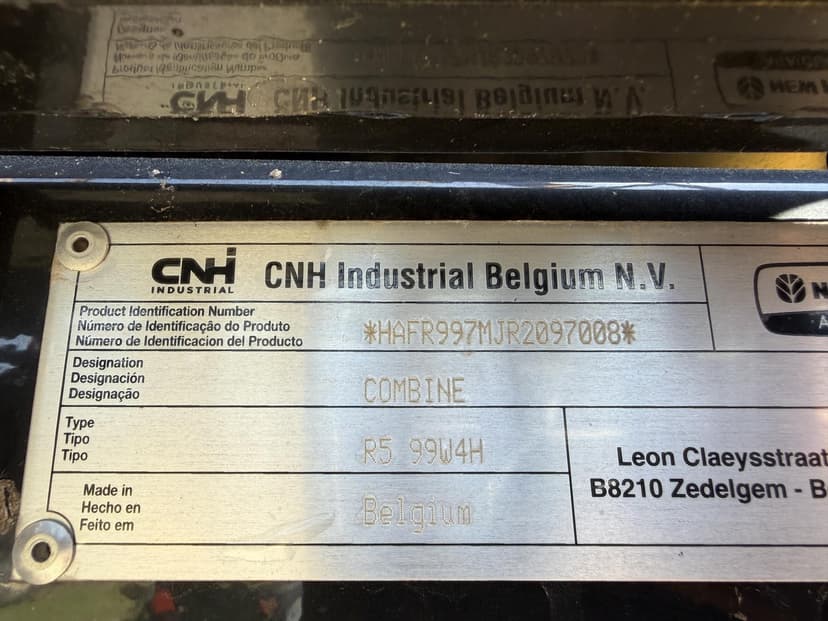 CNH
INDUSTRIAL
CNH Industrial Belgium N.V.
Product Identification Number
Número de Identificação do Produto
Número de Identificacion del Producto
*HAFR997MJR2097008*
Designation
Designación
Designação
COMBINE
Type
Tipo
Tipo
R5 99W4H
Made in
Hecho en
Feito em
Belgium
Leon Claeysstraat
B8210 Zedelgem - B